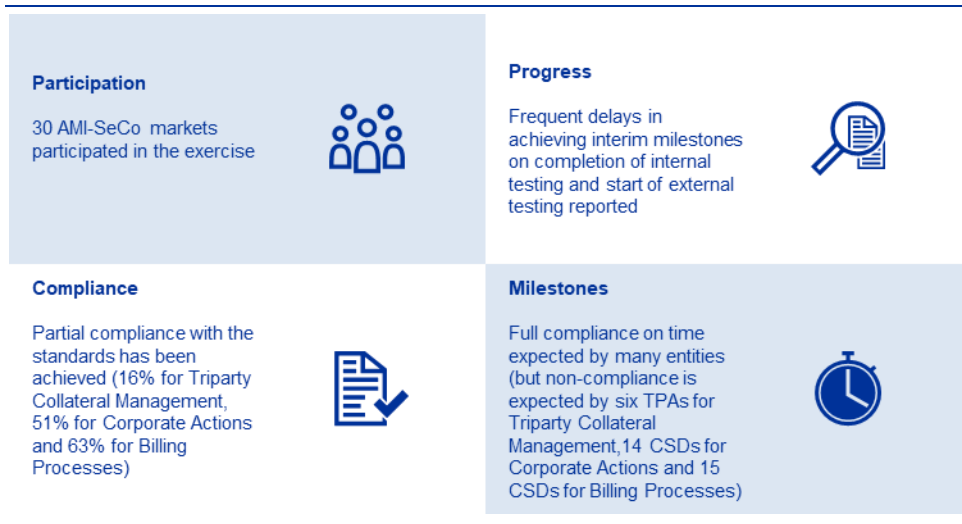 Participation
30 AMI-SeCo markets
participated in the exercise
Progress
Frequent delays in
achieving interim milestones
on completion of internal
testing and start of external
testing reported
Compliance
Partial compliance with the
standards has been
achieved (16% for Triparty
Collateral Management,
51% for Corporate Actions
and 63% for Billing
Processes)
Milestones
Full compliance on time
expected by many entities
(but non-compliance is
expected by six TPAs for
Triparty Collateral
Management,14 CSDs for
Corporate Actions and 15
CSDs for Billing Processes)